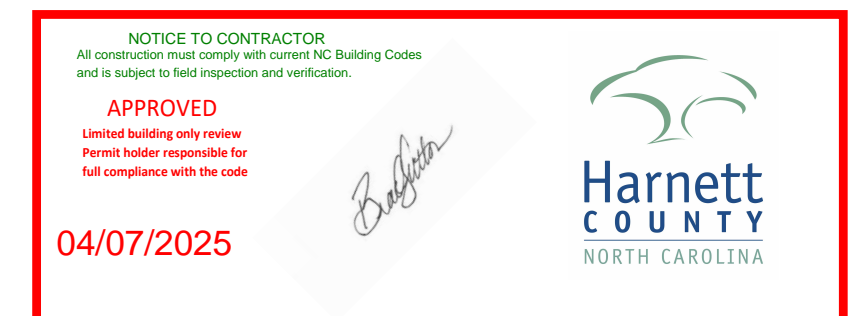 NOTICE TO CONTRACTOR
All construction must comply with current NC Building Codes
and is subject to field inspection and verification.
APPROVED
Limited building only review
Permit holder responsible for
full compliance with the code
04/07/2025
Harnett
COUNTY
NORTH CAROLINA